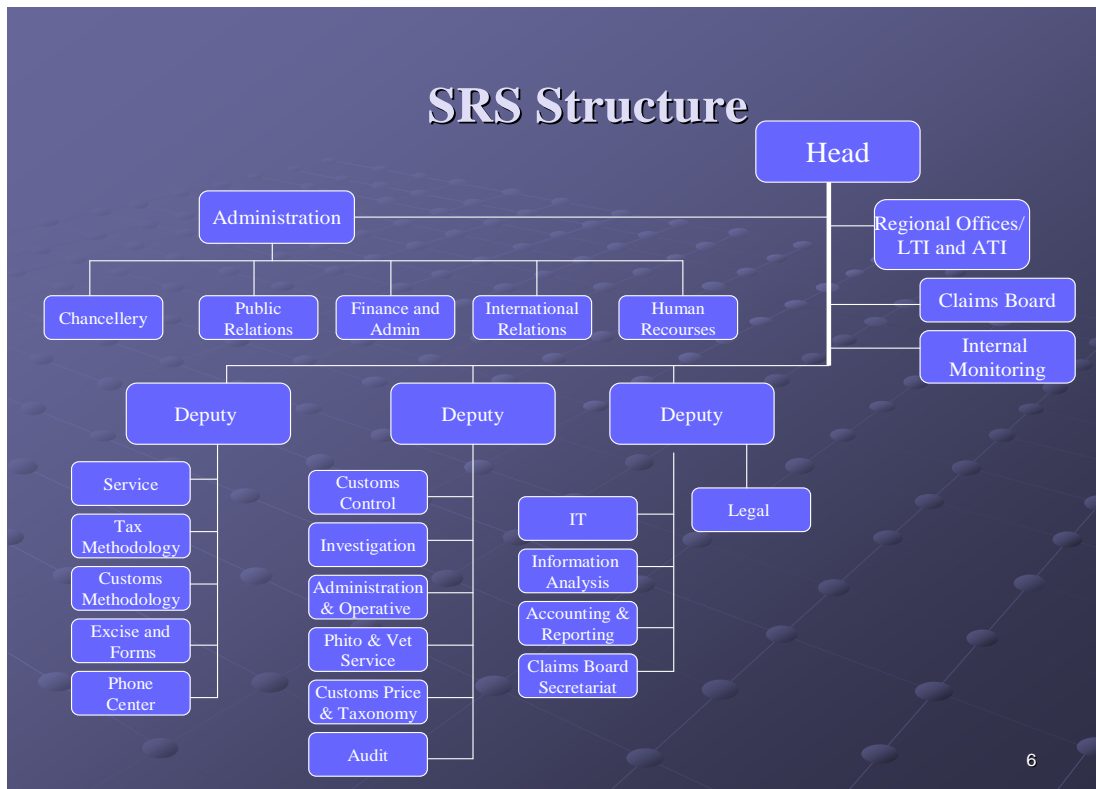 SRS Structure
Head
Administration
Regional Offices/
LTI and ATI
Claims Board
Internal
Monitoring
Chancellery
Public
Relations
Finance and
Admin
International
Relations
Human
Recourses
Deputy
Deputy
Deputy
Service
Tax
Methodology
Customs
Methodology
Excise and
Forms
Phone
Center
Customs
Control
Investigation
Administration
& Operative
Phito & Vet
Service
Customs Price
& Taxonomy
Audit
IT
Information
Analysis
Accounting &
Reporting
Claims Board
Secretariat
Legal
6